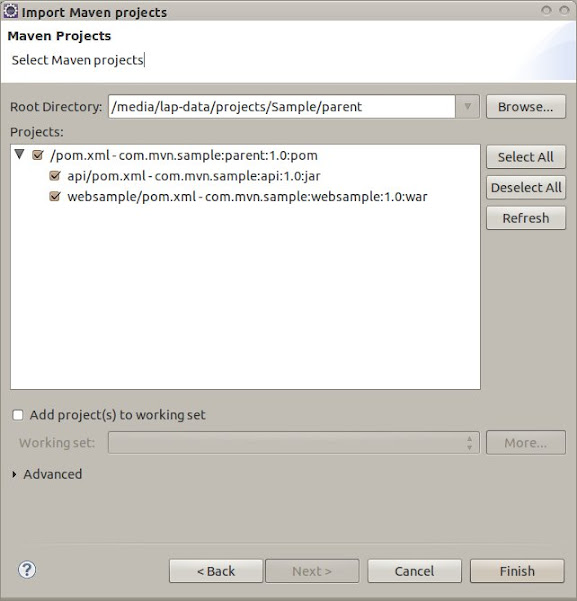 Import Maven projects
Maven Projects
Select Maven projects
Root Directory: /media/lap-data/projects/Sample/parent Browse...
Projects:
/pom.xml - com.mvn.sample:parent:1.0:pom Select All
api/pom.xml - com.mvn.sample:api:1.0:jar Deselect All
websample/pom.xml - com.mvn.sample:websample:1.0:war
Refresh
Add project(s) to working set
Working set: More...
Advanced
? < Back Next > Cancel Finish